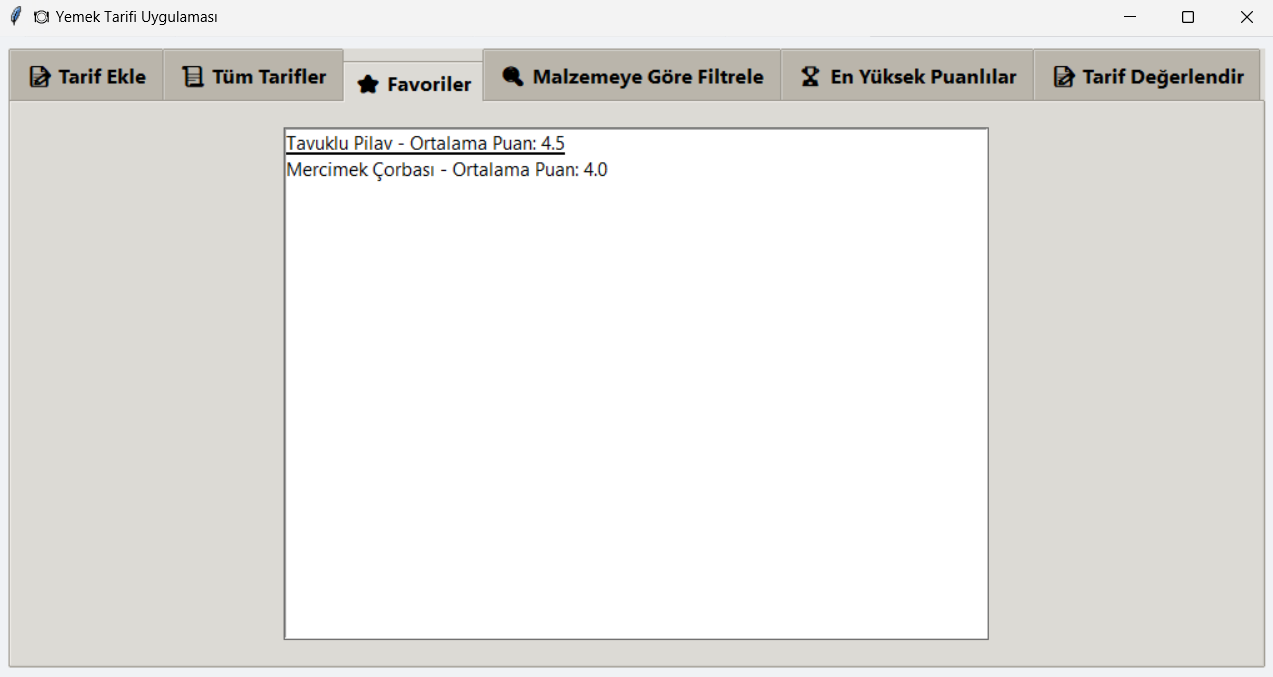 Yemek Tarifi Uygulaması
Tarif Ekle
Tüm Tarifler
Favoriler
Malzemeye Göre Filtrele
En Yüksek Puanlılar
Tarif Değerlendir
Tavuklu Pilav - Ortalama Puan: 4.5
Mercimek Çorbası - Ortalama Puan: 4.0